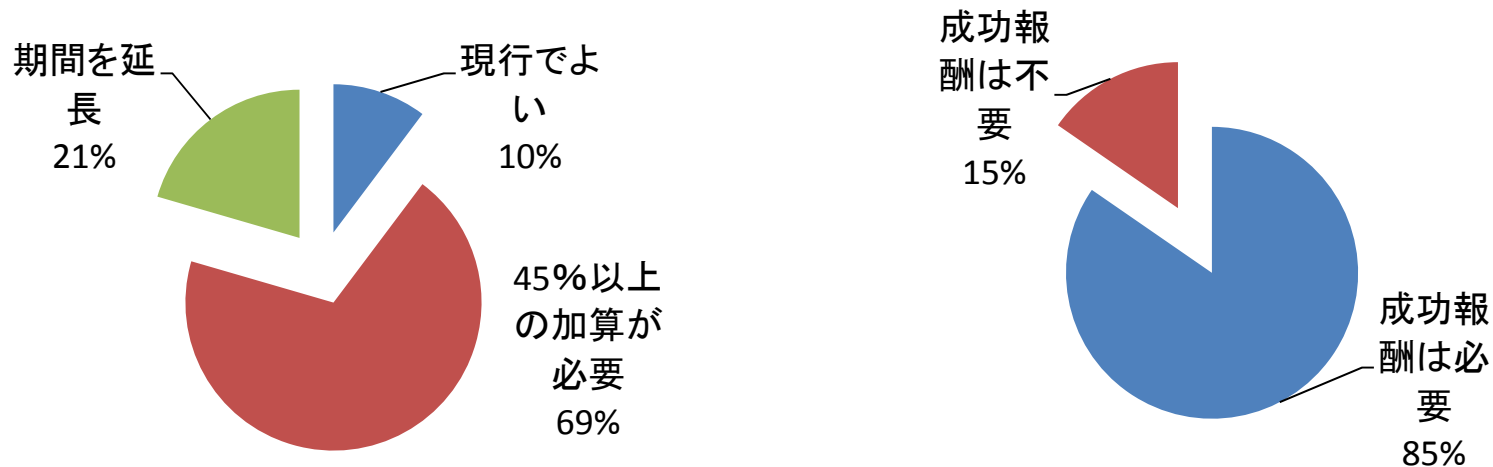 期間を延
長
21%
現行でよ
い
10%
45%以上
の加算が
必要
69%
成功報
酬は不
要
15%
成功報
酬は必
要
85%